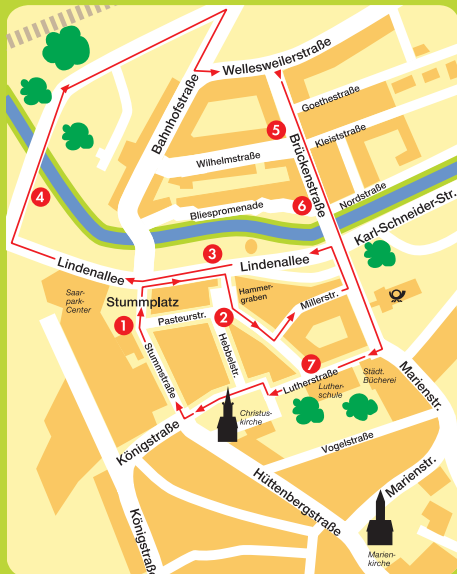 Wellesweilerstraße
Bahnhofstraße
Goethestraße
5
Kleiststraße
Wilhelmstraße
Brückenstraße
4
6
Nordstraße
Bliespromenade
Karl-Schneider-Str.
3
Lindenallee
Lindenallee
Saar-
park-
Center
Stummplatz
Hammer-
graben
Millerstr.
1
Pasteurstr.
2
Stummstraße
Hebbelstr.
7
Lutherstraße
Luther-
schule
Städt.
Bücherei
Marienstr.
Christus-
kirche
Königstraße
Vogelstraße
Hüttenbergstraße
Marienstr.
Königstraße
Marien-
kirche